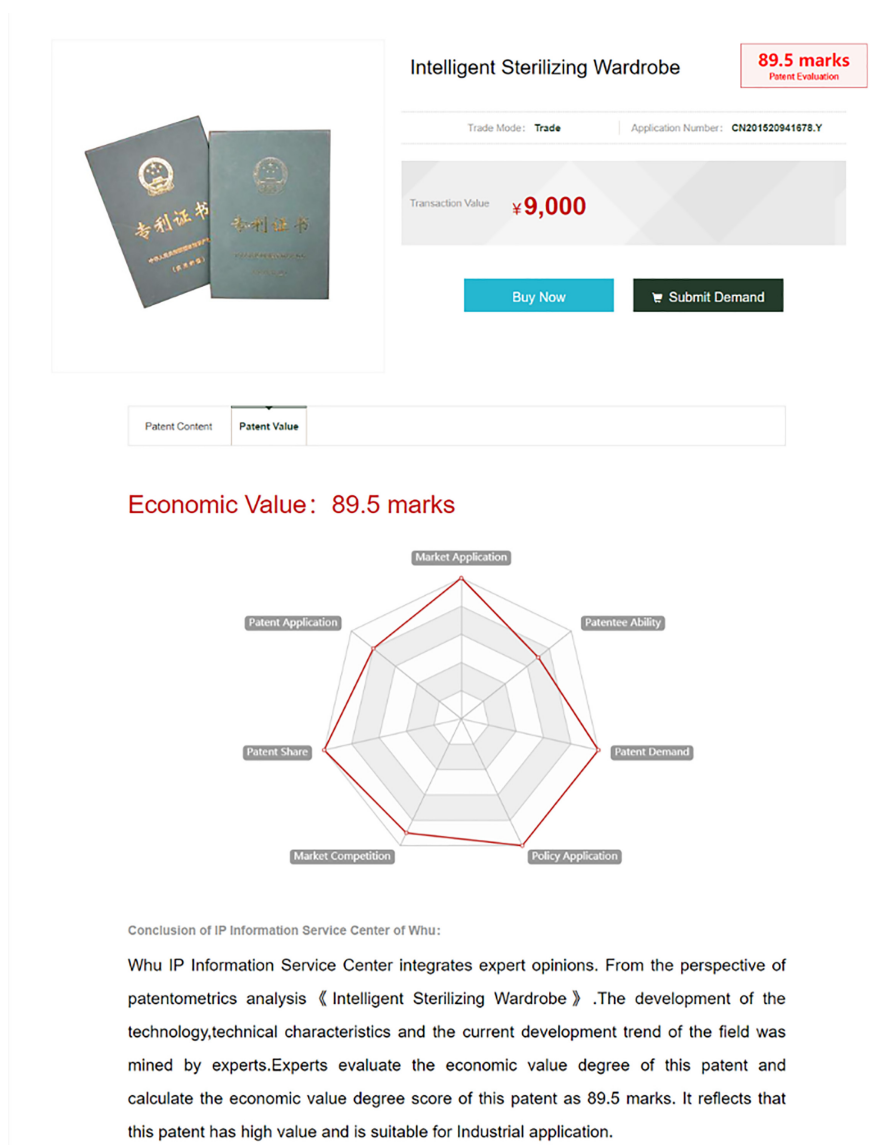 Intelligent Sterilizing Wardrobe
89.5 marks
Patent Evaluation
Trade Mode: Trade
Application Number: CN201520941678.Y
Transaction Value ¥9,000
专利证书
专利证书
Buy Now
Submit Demand
Patent Content
Patent Value
Economic Value: 89.5 marks
Market Application
Patent Application
Patentee Ability
Patent Share
Patent Demand
Market Competition
Policy Application
Conclusion of IP Information Service Center of Whu:
Whu IP Information Service Center integrates expert opinions. From the perspective of
patentometrics analysis 《 Intelligent Sterilizing Wardrobe 》 .The development of the
technology,technical characteristics and the current development trend of the field was
mined by experts.Experts evaluate the economic value degree of this patent and
calculate the economic value degree score of this patent as 89.5 marks. It reflects that
this patent has high value and is suitable for Industrial application.